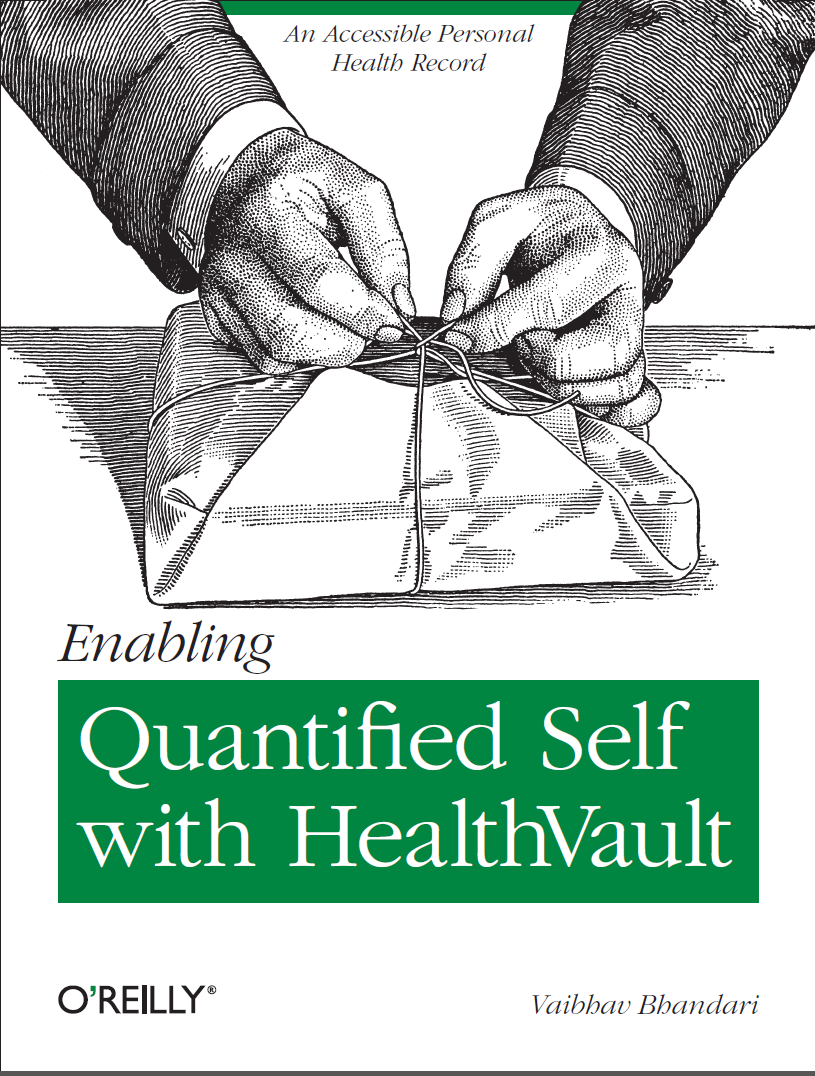 An Accessible Personal
Health Record
Enabling
Quantified Self
with HealthVault
O'REILLY®
Vaibhav Bhandari